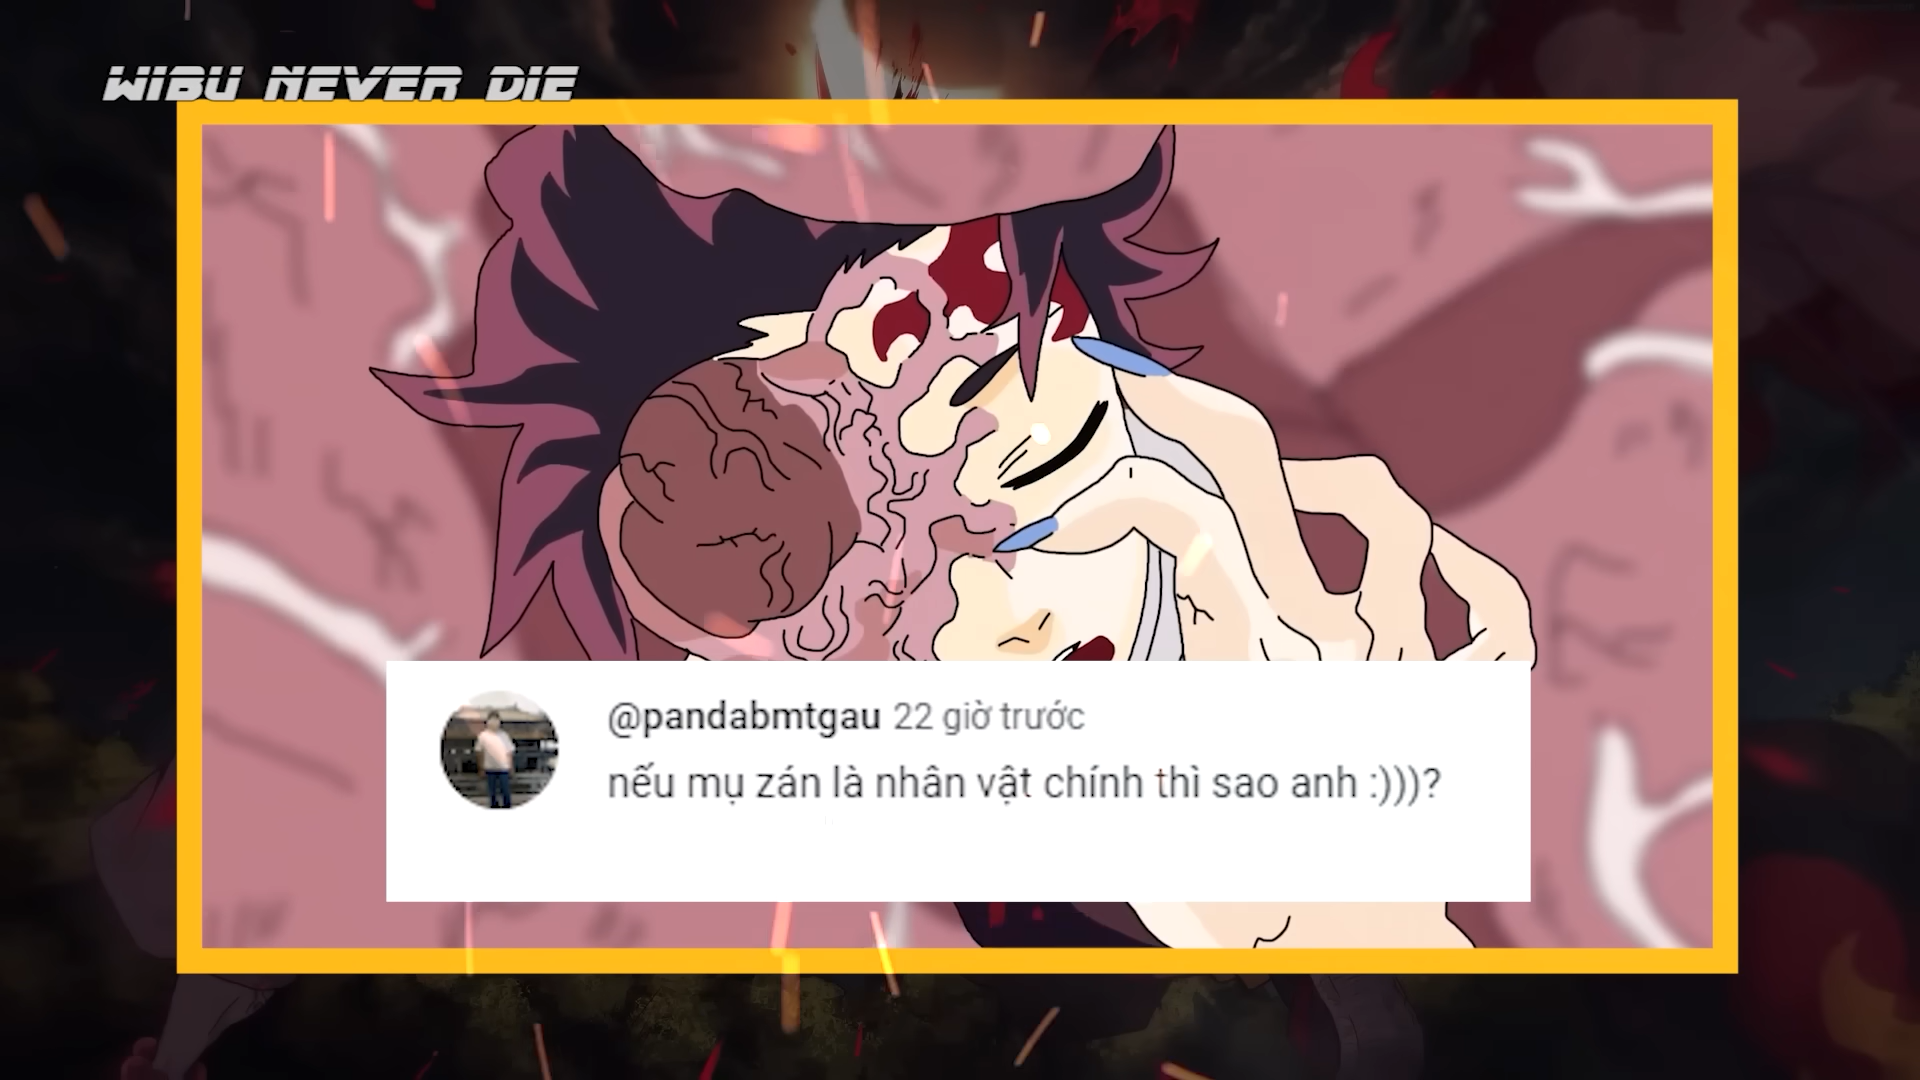 WIBU NEVER DIE
@pandabmtgau 22 giờ trước
nếu mụ zán là nhân vật chính thì sao anh :)))?